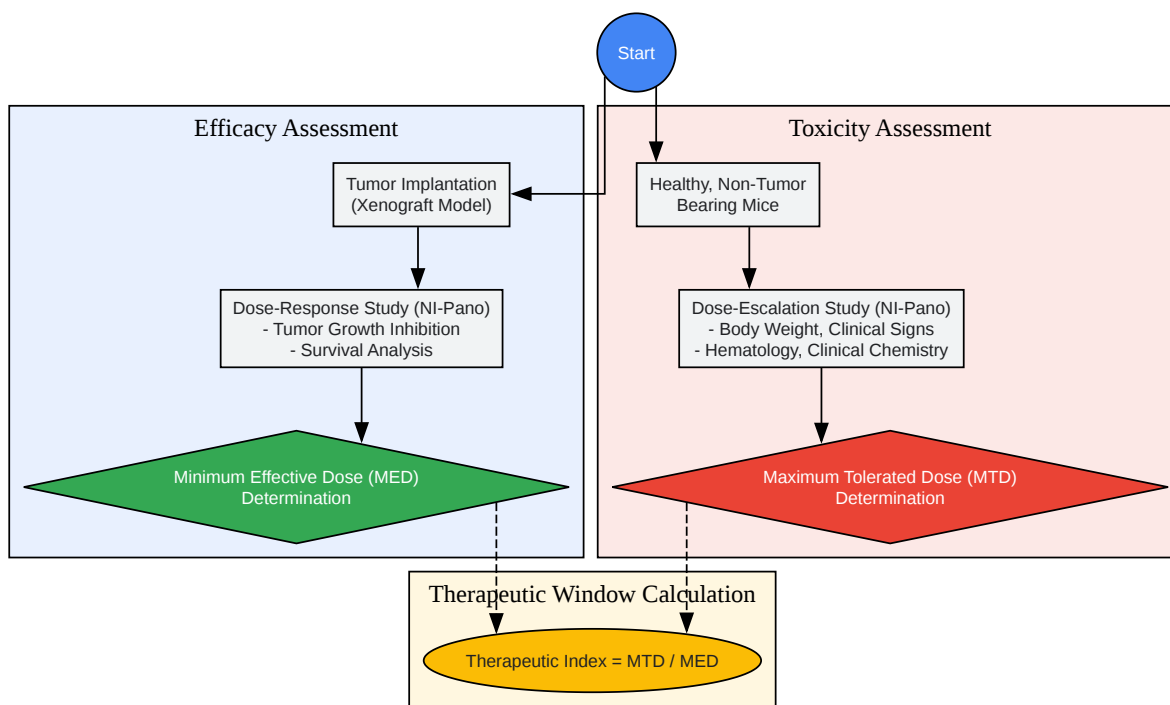 Start
Efficacy Assessment
Tumor Implantation
(Xenograft Model)
Dose-Response Study (NI-Pano)
- Tumor Growth Inhibition
- Survival Analysis
Minimum Effective Dose (MED)
Determination
Toxicity Assessment
Healthy, Non-Tumor
Bearing Mice
Dose-Escalation Study (NI-Pano)
- Body Weight, Clinical Signs
- Hematology, Clinical Chemistry
Maximum Tolerated Dose (MTD)
Determination
Therapeutic Window Calculation
Therapeutic Index = MTD / MED